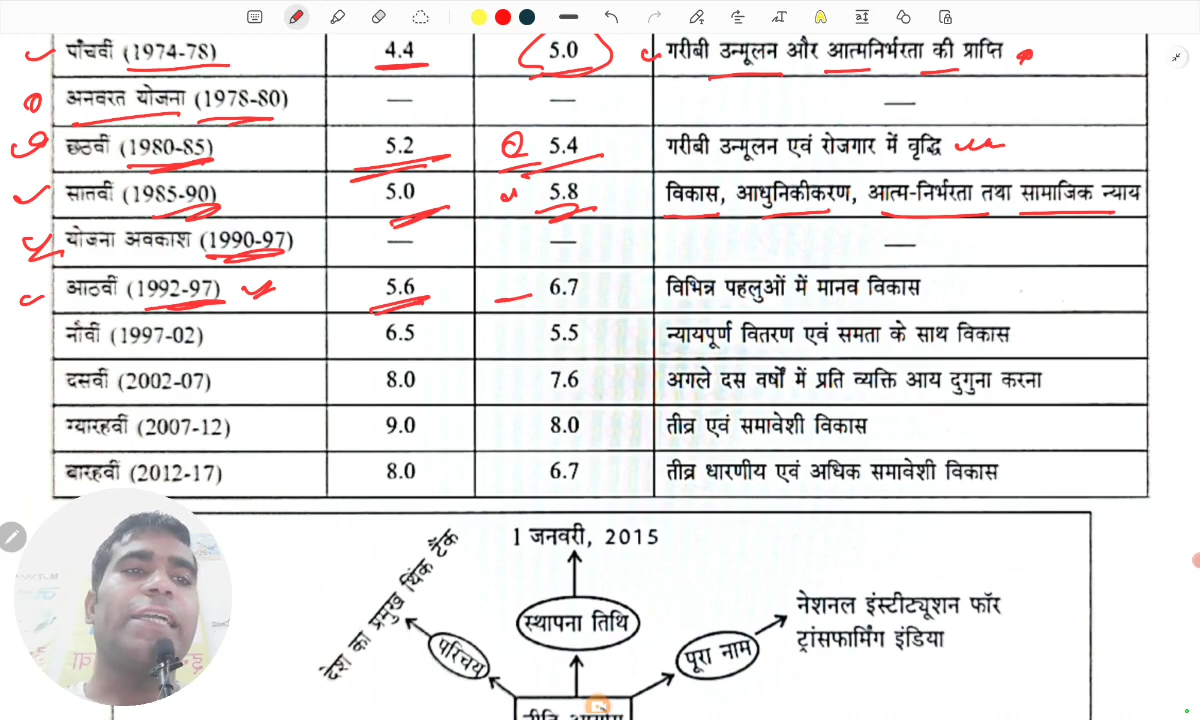 पाँचवीं (1974-78) 4.4 5.0 गरीबी उन्मूलन और आत्मनिर्भरता की प्राप्ति
अनवरत योजना (1978-80) — — —
छठवीं (1980-85) 5.2 5.4 गरीबी उन्मूलन एवं रोजगार में वृद्धि
सातवीं (1985-90) 5.0 5.8 विकास, आधुनिकीकरण, आत्म-निर्भरता तथा सामाजिक न्याय
योजना अवकाश (1990-97) — — —
आठवीं (1992-97) 5.6 6.7 विभिन्न पहलुओं में मानव विकास
नौवीं (1997-02) 6.5 5.5 न्यायपूर्ण वितरण एवं समता के साथ विकास
दसवीं (2002-07) 8.0 7.6 अगले दस वर्षों में प्रति व्यक्ति आय दुगुना करना
ग्यारहवीं (2007-12) 9.0 8.0 तीव्र एवं समावेशी विकास
बारहवीं (2012-17) 8.0 6.7 तीव्र धारणीय एवं अधिक समावेशी विकास
1 जनवरी, 2015
देश का प्रमुख थिंक टैंक
स्थापना तिथि
नेशनल इंस्टीट्यूशन फॉर
ट्रांसफार्मिंग इंडिया
परिचय
पूरा नाम
नीति आयोग